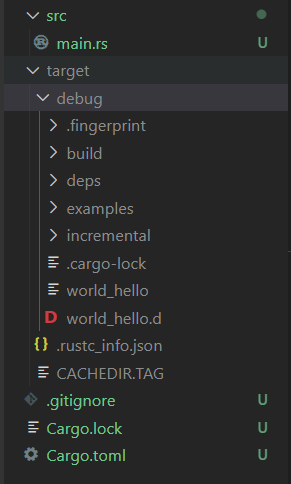 src
main.rs U
target
debug
.fingerprint
build
deps
examples
incremental
.cargo-lock
world_hello
D world_hello.d
{} .rustc_info.json
CACHEDIR.TAG
.gitignore U
Cargo.lock U
Cargo.toml U